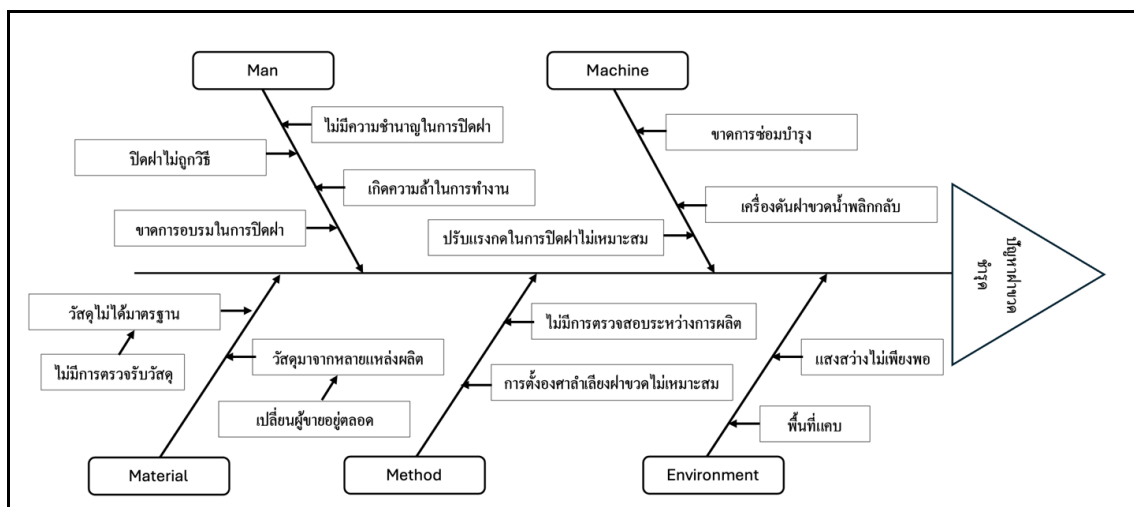 Man
Machine
ไม่มีความชำนาญในการปิดฝา
ขาดการซ่อมบำรุง
ปิดฝาไม่ถูกวิธี
เกิดความล้าในการทำงาน
เครื่องดันฝาขวดน้ำพลิกกลับ
ขาดการอบรมในการปิดฝา
ปรับแรงกดในการปิดฝาไม่เหมาะสม
ปัญหาฝาขวด
ชำรุด
วัสดุไม่ได้มาตรฐาน
ไม่มีการตรวจสอบระหว่างการผลิต
ไม่มีการตรวจรับวัสดุ
วัสดุมาจากหลายแหล่งผลิต
แสงสว่างไม่เพียงพอ
การตั้งองศาลำเลียงฝาขวดไม่เหมาะสม
เปลี่ยนผู้ขายอยู่ตลอด
พื้นที่แคบ
Material
Method
Environment